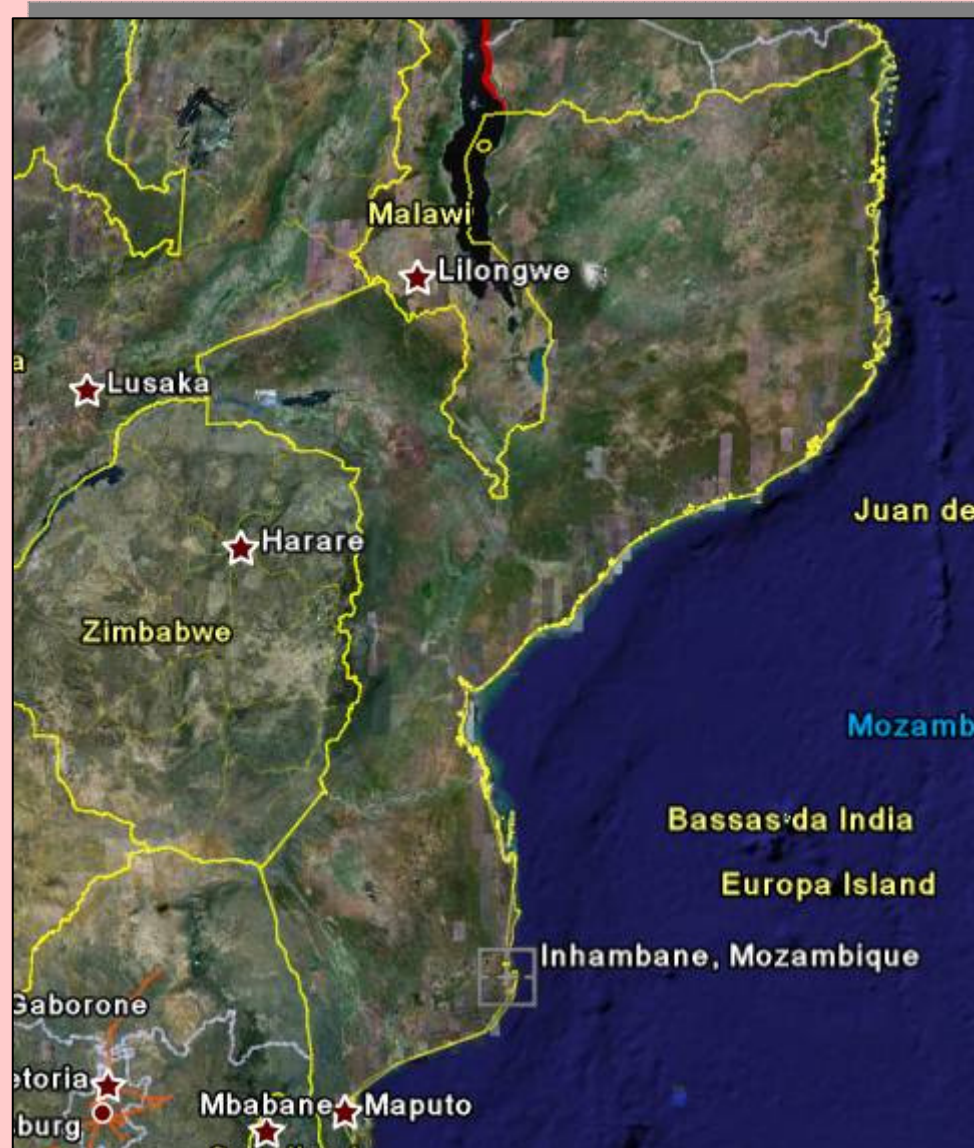 Malawi
Lilongwe
a
Lusaka
Juan de
Harare
Zimbabwe
Mozamb
Bassas da India
Europa Island
Inhambane, Mozambique
Gaborone
etoria
Mbabane Maputo
burg